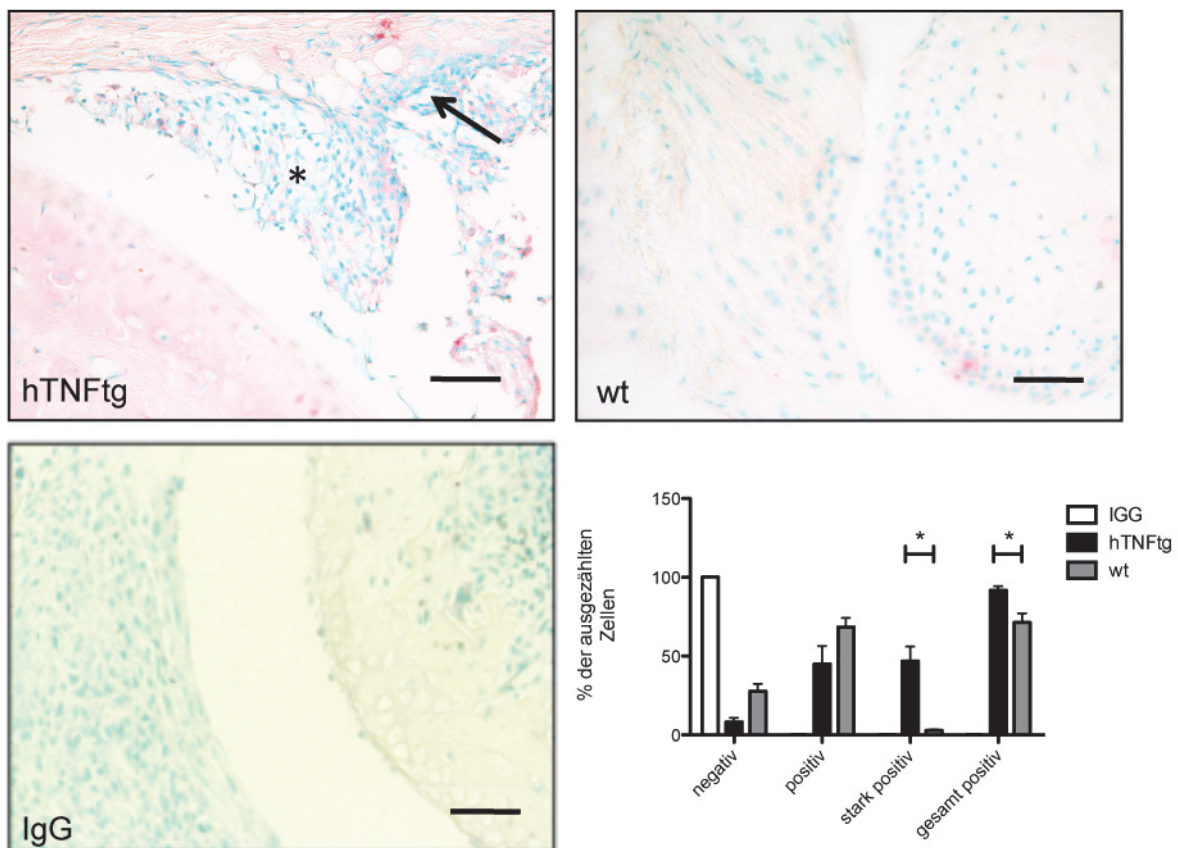 *
hTNFtg
wt
IgG
% der ausgezählten
Zellen
150
100
50
0
* *
negativ
positiv
stark positiv
gesamt positiv
IGG
hTNFtg
wt